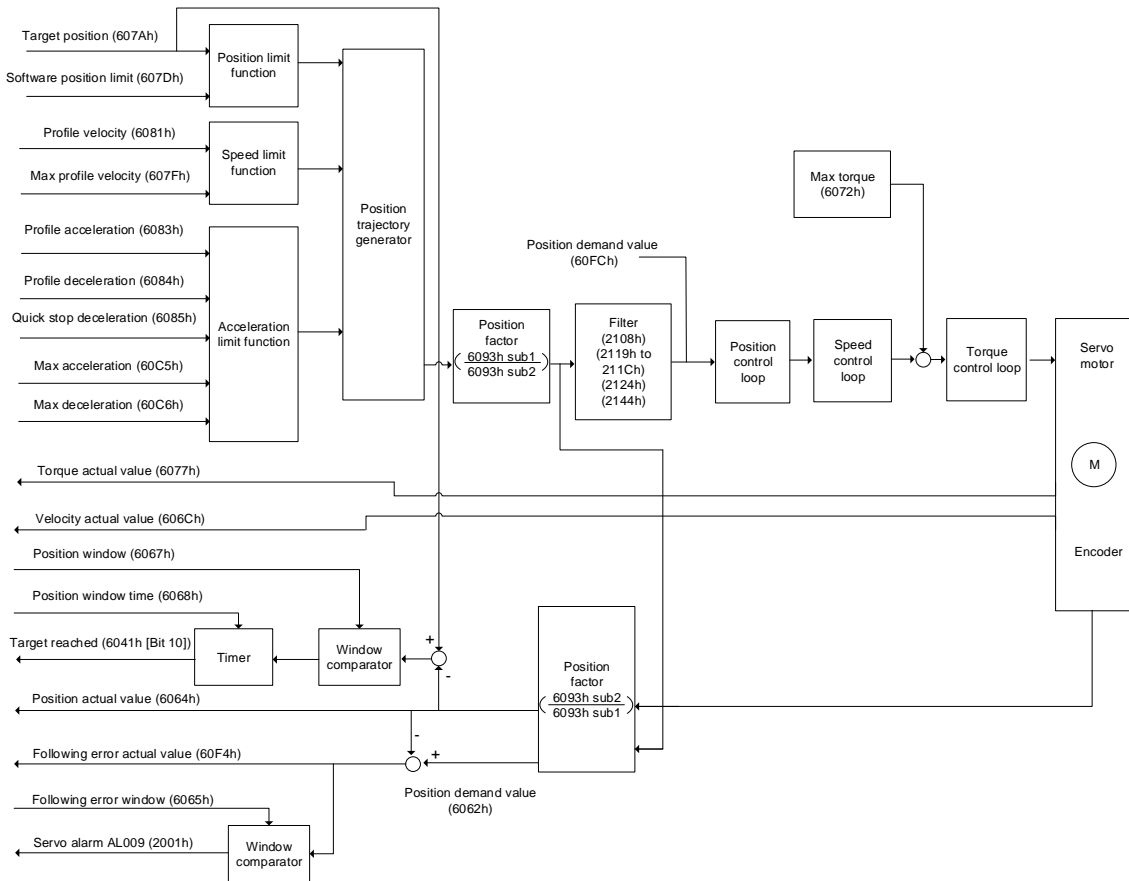 Target position (607Ah)
Software position limit (607Dh)
Position limit
function
Profile velocity (6081h)
Max profile velocity (607Fh)
Speed limit
function
Profile acceleration (6083h)
Profile deceleration (6084h)
Quick stop deceleration (6085h)
Max acceleration (60C5h)
Max deceleration (60C6h)
Acceleration
limit function
Position
trajectory
generator
Position
factor
(6093h sub1
6093h sub2)
Filter
(2108h)
(2119h to
211Ch)
(2124h)
(2144h)
Position demand value
(60FCh)
Position
control
loop
Speed
control
loop
Max torque
(6072h)
Torque
control loop
Servo
motor
M
Encoder
Torque actual value (6077h)
Velocity actual value (606Ch)
Position window (6067h)
Position window time (6068h)
Target reached (6041h [Bit 10])
Timer
Window
comparator
+
-
Position actual value (6064h)
Position
factor
(6093h sub2
6093h sub1)
-
+
Following error actual value (60F4h)
Position demand value
(6062h)
Following error window (6065h)
Servo alarm AL009 (2001h)
Window
comparator